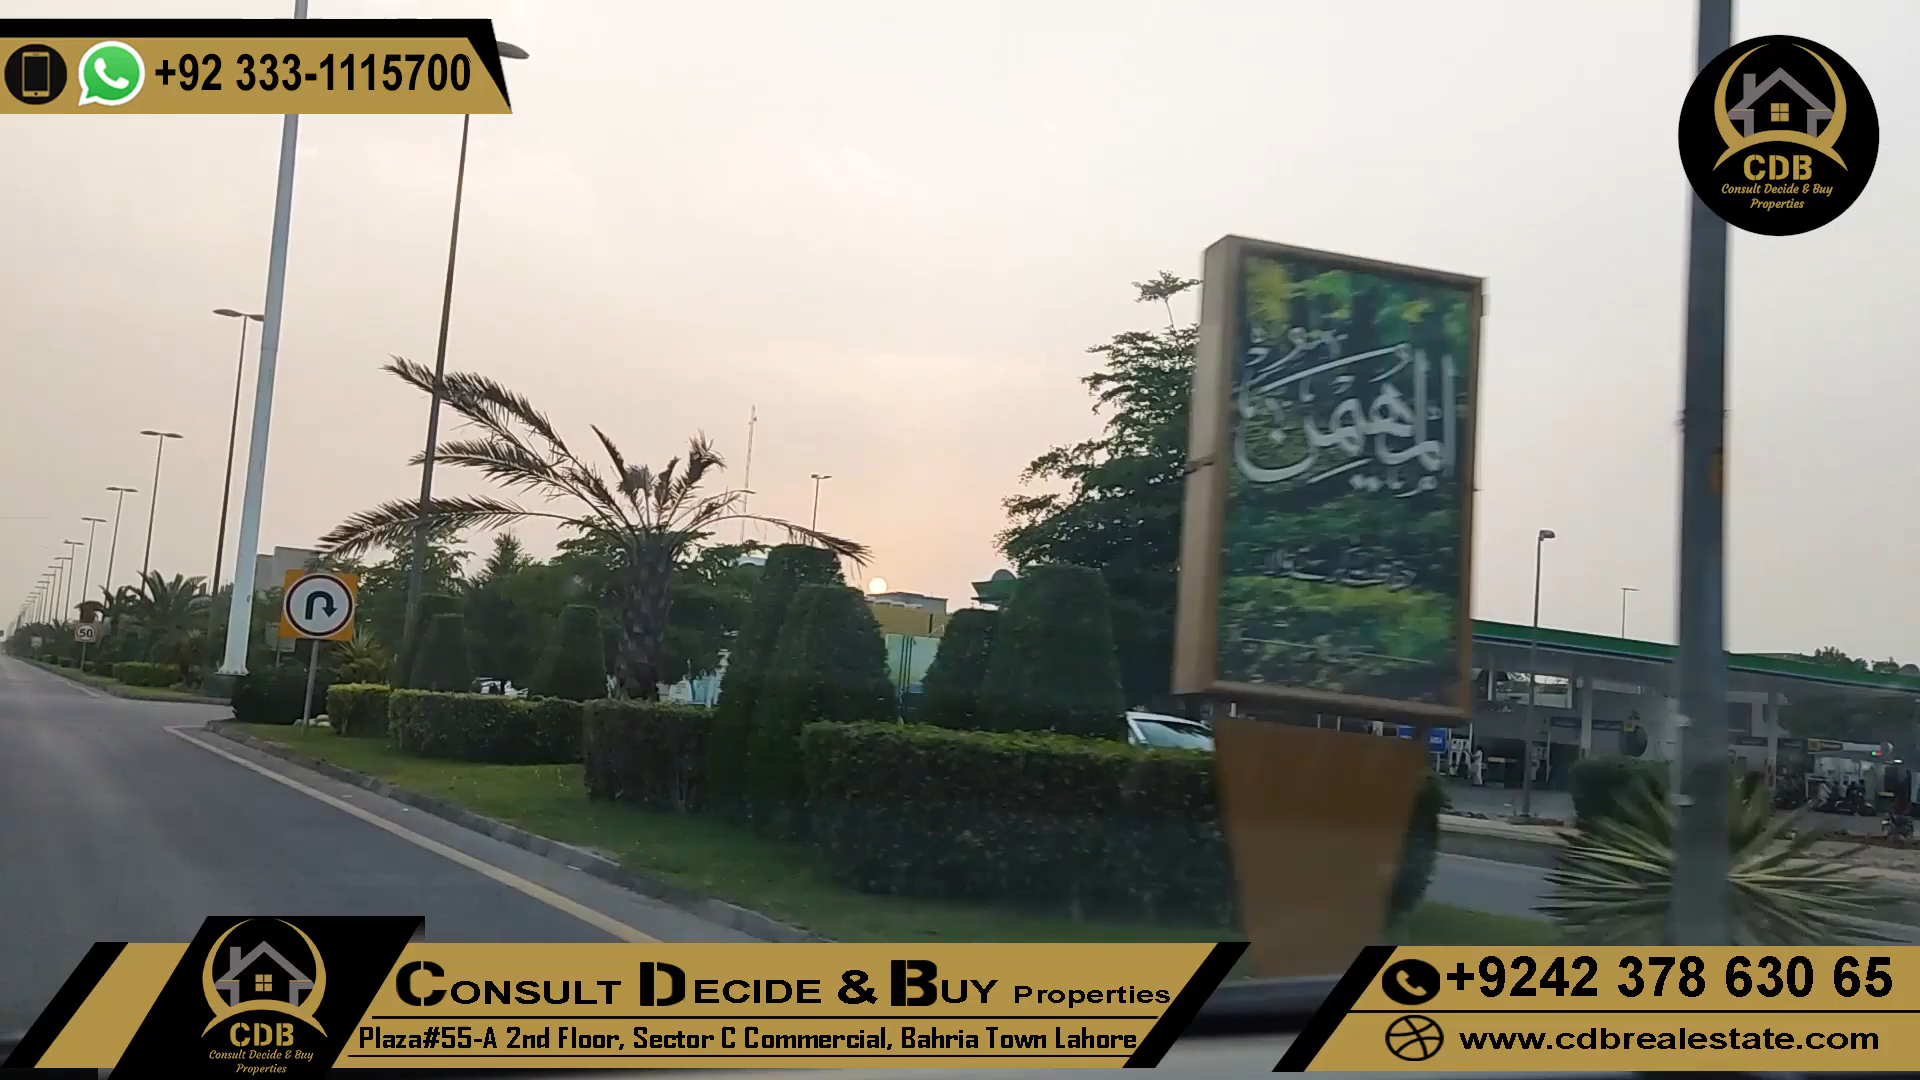 +92 333-1115700
CDB
Consult Decide & Buy
Properties
المهيمن
50
CDB
Consult Decide & Buy
Properties
CONSULT DECIDE & BUY Properties
Plaza#55-A 2nd Floor, Sector C Commercial, Bahria Town Lahore
+9242 378 630 65
www.cdbrealestate.com